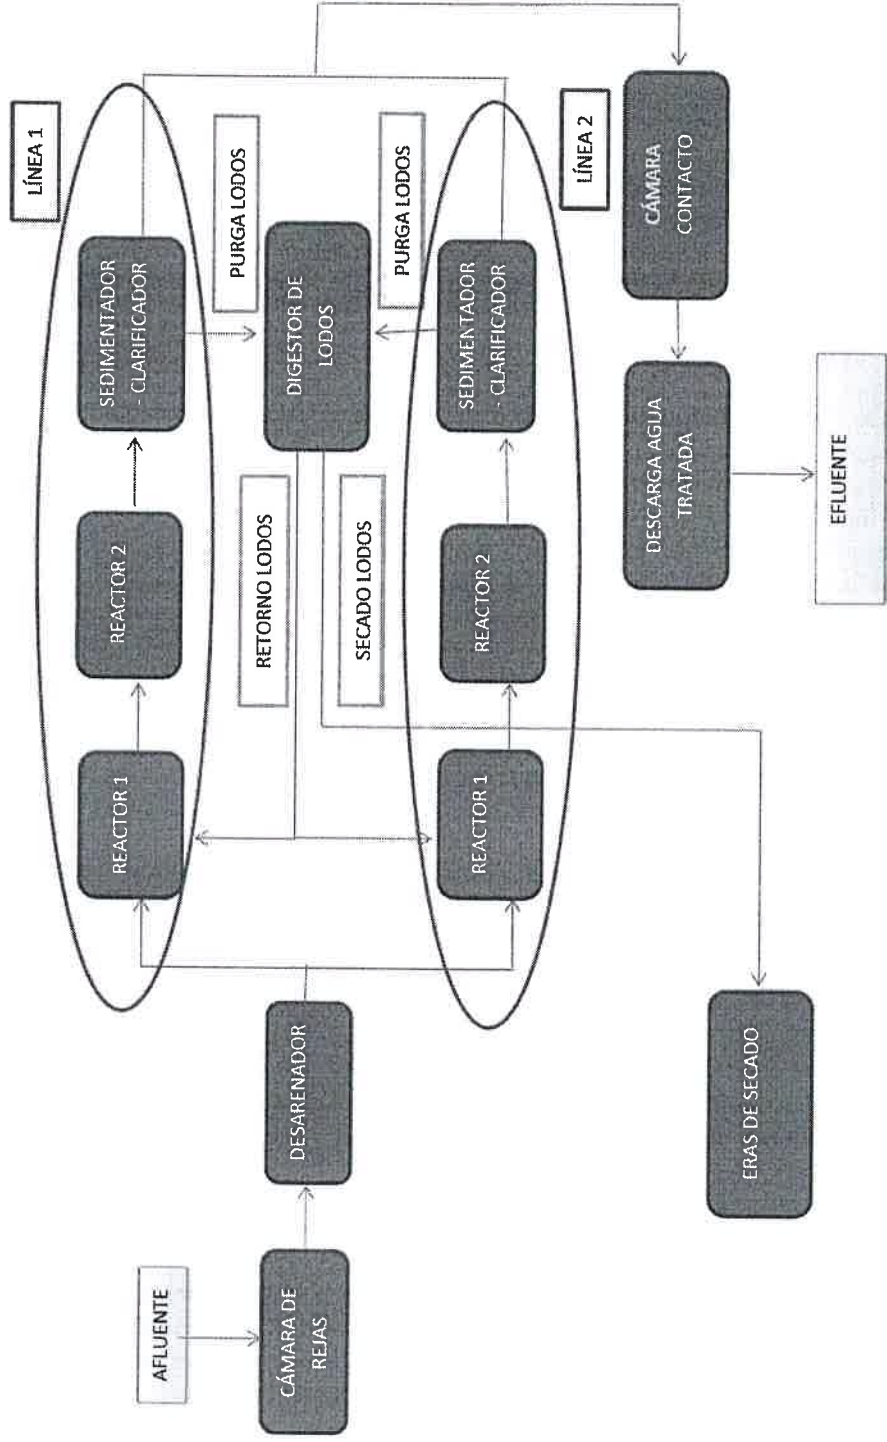 AFLUENTE
CÁMARA DE
REJAS
DESARENADOR
LÍNEA 1
REACTOR 1
REACTOR 2
SEDIMENTADOR
- CLARIFICADOR
PURGA LODOS
RETORNO LODOS
DIGESTOR DE
LODOS
SECADO LODOS
PURGA LODOS
REACTOR 1
REACTOR 2
SEDIMENTADOR
- CLARIFICADOR
LÍNEA 2
CÁMARA
CONTACTO
DESCARGA AGUA
TRATADA
EFLUENTE
ERAS DE SECADO